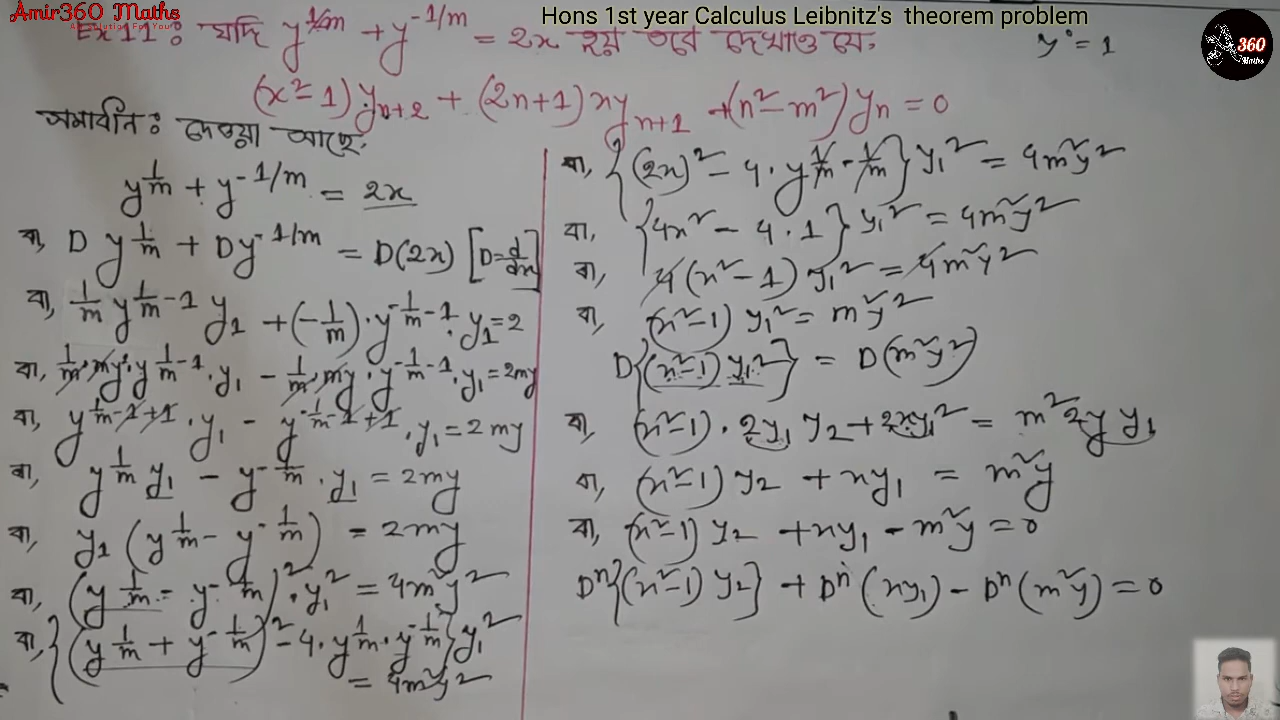 Amir360 Maths
Hons 1st year Calculus Leibnitz's theorem problem
360
Maths
Ex 11: যদি y^{1/m} + y^{-1/m} = 2x হয় তবে দেখাও যে,
y° = 1
(x²-1)y_{n+2} + (2n+1)xy_{n+1} + (n²-m²)y_n = 0
সমাধান: দেওয়া আছে,
y^{1/m} + y^{-1/m} = 2x
বা, D y^{1/m} + D y^{-1/m} = D(2x) [D = d/dx]
বা, 1/m y^{1/m - 1} y₁ + (-1/m) · y^{-1/m - 1} · y₁ = 2
বা, 1/m · my · y^{1/m - 1} · y₁ - 1/m · my · y^{-1/m - 1} · y₁ = 2my
বা, y^{1/m - 1 + 1} · y₁ - y^{-1/m - 1 + 1} · y₁ = 2my
বা, y^{1/m} y₁ - y^{-1/m} · y₁ = 2my
বা, y₁ (y^{1/m} - y^{-1/m}) = 2my
বা, (y^{1/m} - y^{-1/m})² · y₁² = 4m²y²
বা, {(y^{1/m} + y^{-1/m})² - 4 · y^{1/m} · y^{-1/m}} y₁²
= 4m²y²
বা, {(2x)² - 4 · y^{1/m - 1/m}} y₁² = 4m²y²
বা, {4x² - 4 · 1} y₁² = 4m²y²
বা, 4(x²-1) y₁² = 4m²y²
বা, (x²-1) y₁² = m²y²
D{(x²-1) y₁²} = D(m²y²)
বা, (x²-1) · 2y₁ y₂ + 2xy₁² = m² 2y y₁
বা, (x²-1) y₂ + xy₁ = m²y
বা, (x²-1) y₂ + xy₁ - m²y = 0
Dⁿ{(x²-1) y₂} + Dⁿ(xy₁) - Dⁿ(m²y) = 0